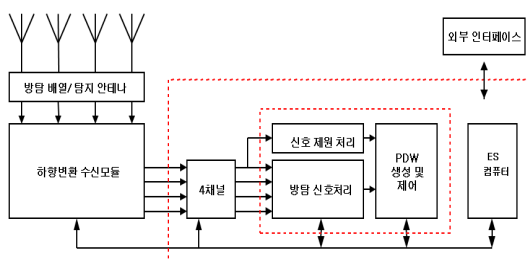 외부 인터페이스
방탐 배열/ 탐지 안테나
하향변환 수신모듈
4채널
신호 제원 처리
방탐 신호처리
PDW
생성 및
제어
ES
컴퓨터